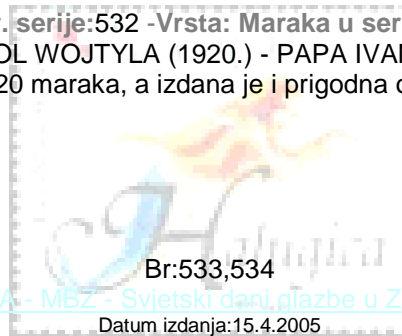 r. serije:532 -Vrsta: Maraka u seri
OL WOJTYLA (1920.) - PAPA IVAN
20 maraka, a izdana je i prigodna o
Br:533,534
A - MBZ - Svjetski dani glazbe u Z
Datum izdanja:15.4.2005